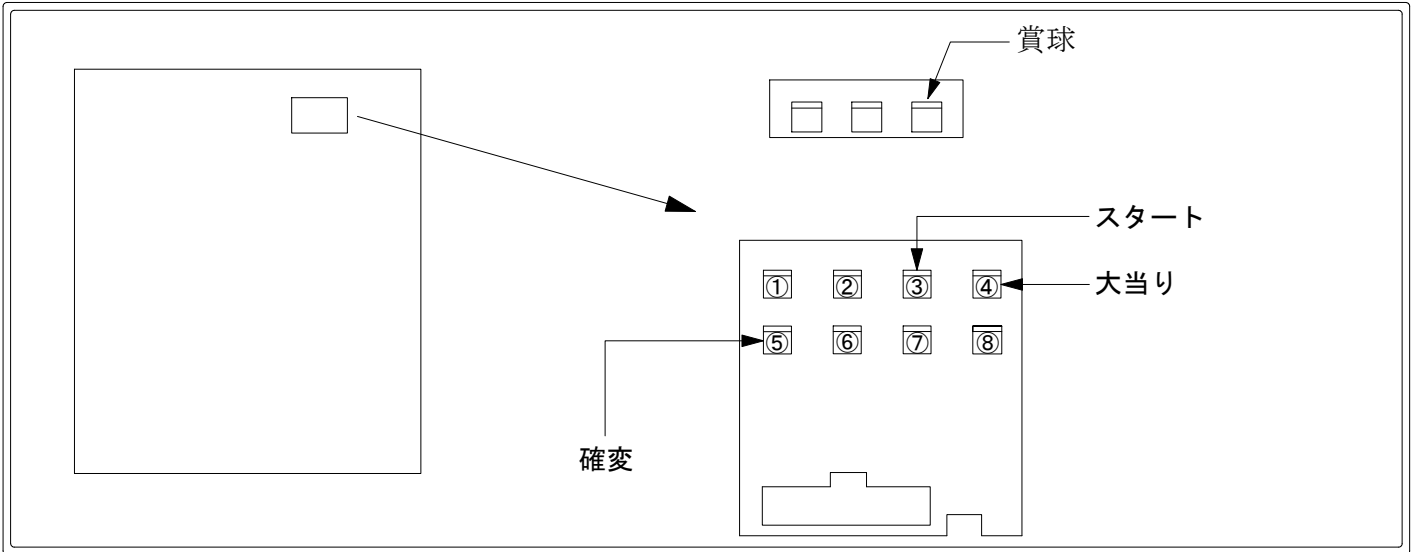 賞球
スタート
① ② ③ ④
大当り
⑤ ⑥ ⑦ ⑧
確変